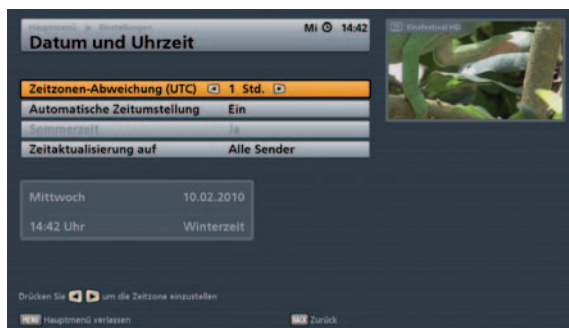 Hauptmenü > Einstellungen
Datum und Uhrzeit
Mi 14:42
Einsfestival HD
Zeitzonen-Abweichung (UTC) 1 Std.
Automatische Zeitumstellung Ein
Sommerzeit Ja
Zeitaktualisierung auf Alle Sender
Mittwoch 10.02.2010
14:42 Uhr Winterzeit
Drücken Sie um die Zeitzone einzustellen
MENU Hauptmenü verlassen
BACK Zurück